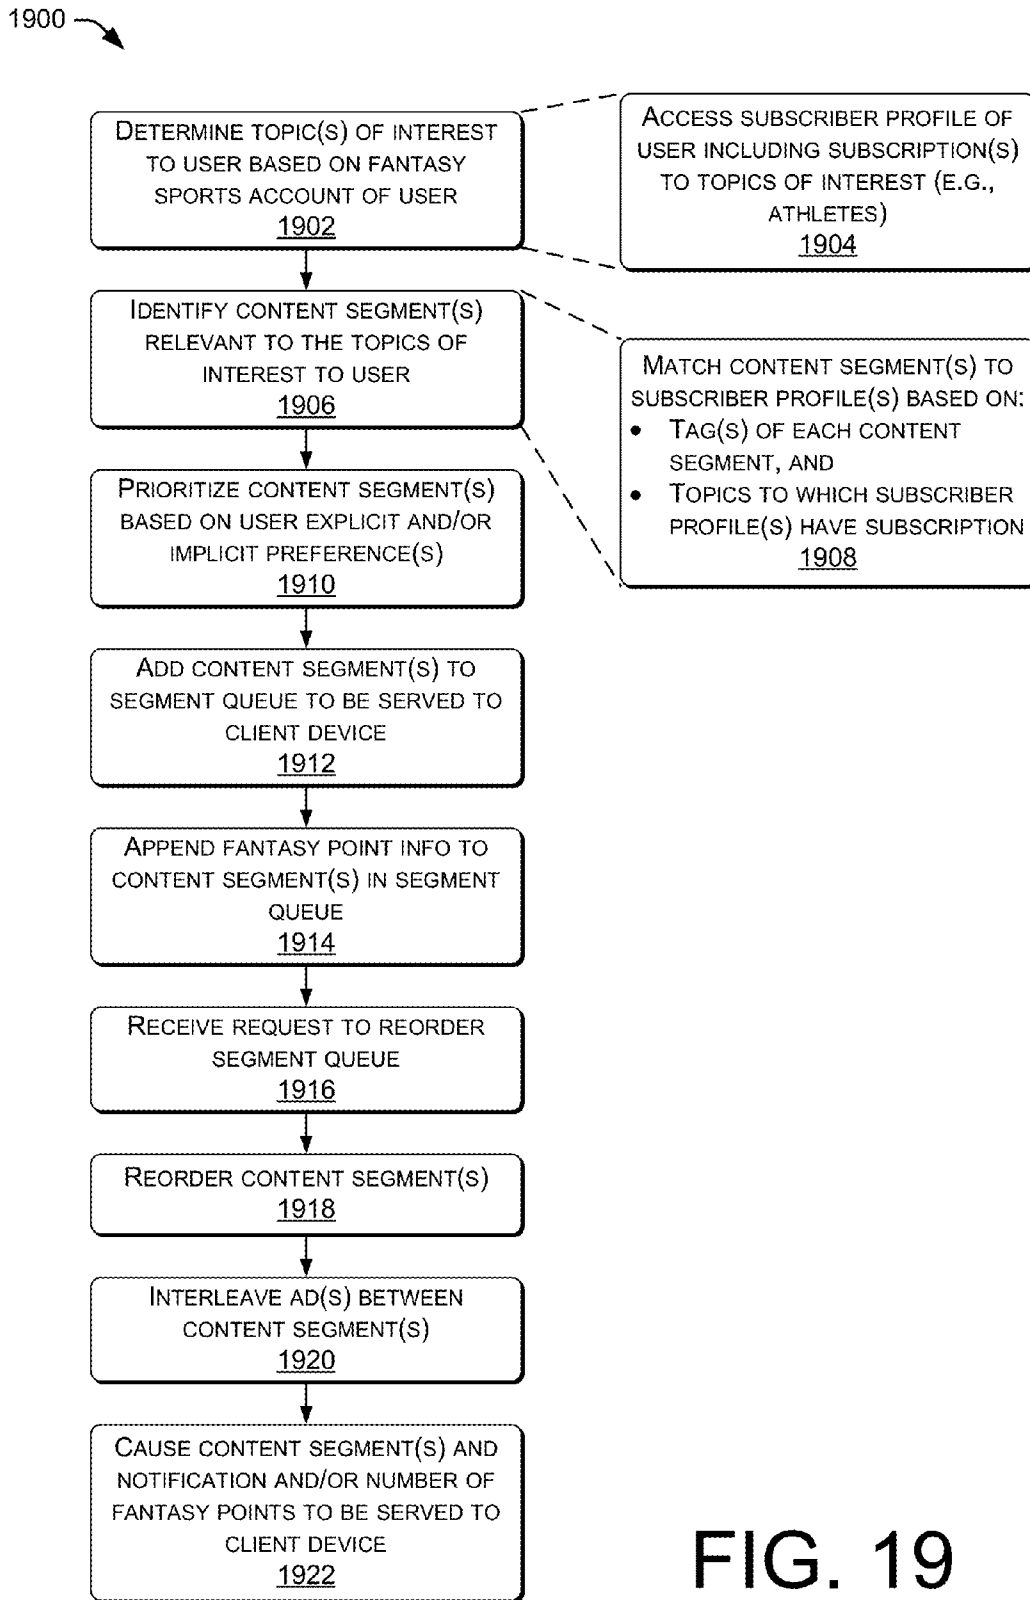 1900
DETERMINE TOPIC(S) OF INTEREST
TO USER BASED ON FANTASY
SPORTS ACCOUNT OF USER
1902
ACCESS SUBSCRIBER PROFILE OF
USER INCLUDING SUBSCRIPTION(S)
TO TOPICS OF INTEREST (E.G.,
ATHLETES)
1904
IDENTIFY CONTENT SEGMENT(S)
RELEVANT TO THE TOPICS OF
INTEREST TO USER
1906
MATCH CONTENT SEGMENT(S) TO
SUBSCRIBER PROFILE(S) BASED ON:
• TAG(S) OF EACH CONTENT
SEGMENT, AND
• TOPICS TO WHICH SUBSCRIBER
PROFILE(S) HAVE SUBSCRIPTION
1908
PRIORITIZE CONTENT SEGMENT(S)
BASED ON USER EXPLICIT AND/OR
IMPLICIT PREFERENCE(S)
1910
ADD CONTENT SEGMENT(S) TO
SEGMENT QUEUE TO BE SERVED TO
CLIENT DEVICE
1912
APPEND FANTASY POINT INFO TO
CONTENT SEGMENT(S) IN SEGMENT
QUEUE
1914
RECEIVE REQUEST TO REORDER
SEGMENT QUEUE
1916
REORDER CONTENT SEGMENT(S)
1918
INTERLEAVE AD(S) BETWEEN
CONTENT SEGMENT(S)
1920
CAUSE CONTENT SEGMENT(S) AND
NOTIFICATION AND/OR NUMBER OF
FANTASY POINTS TO BE SERVED TO
CLIENT DEVICE
1922
FIG. 19